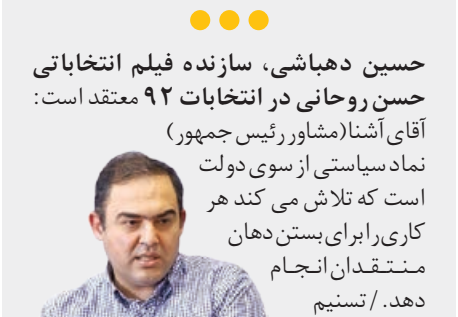 حسین دهباشی، سازنده فیلم انتخاباتی
حسن روحانی در انتخابات ۹۲ معتقد است:
آقای آشنا(مشاور رئیس جمهور)
نماد سیاستی از سوی دولت
است که تلاش می کند هر
کاری را برای بستن دهان
منتقدان انجام
دهد./ تسنیم